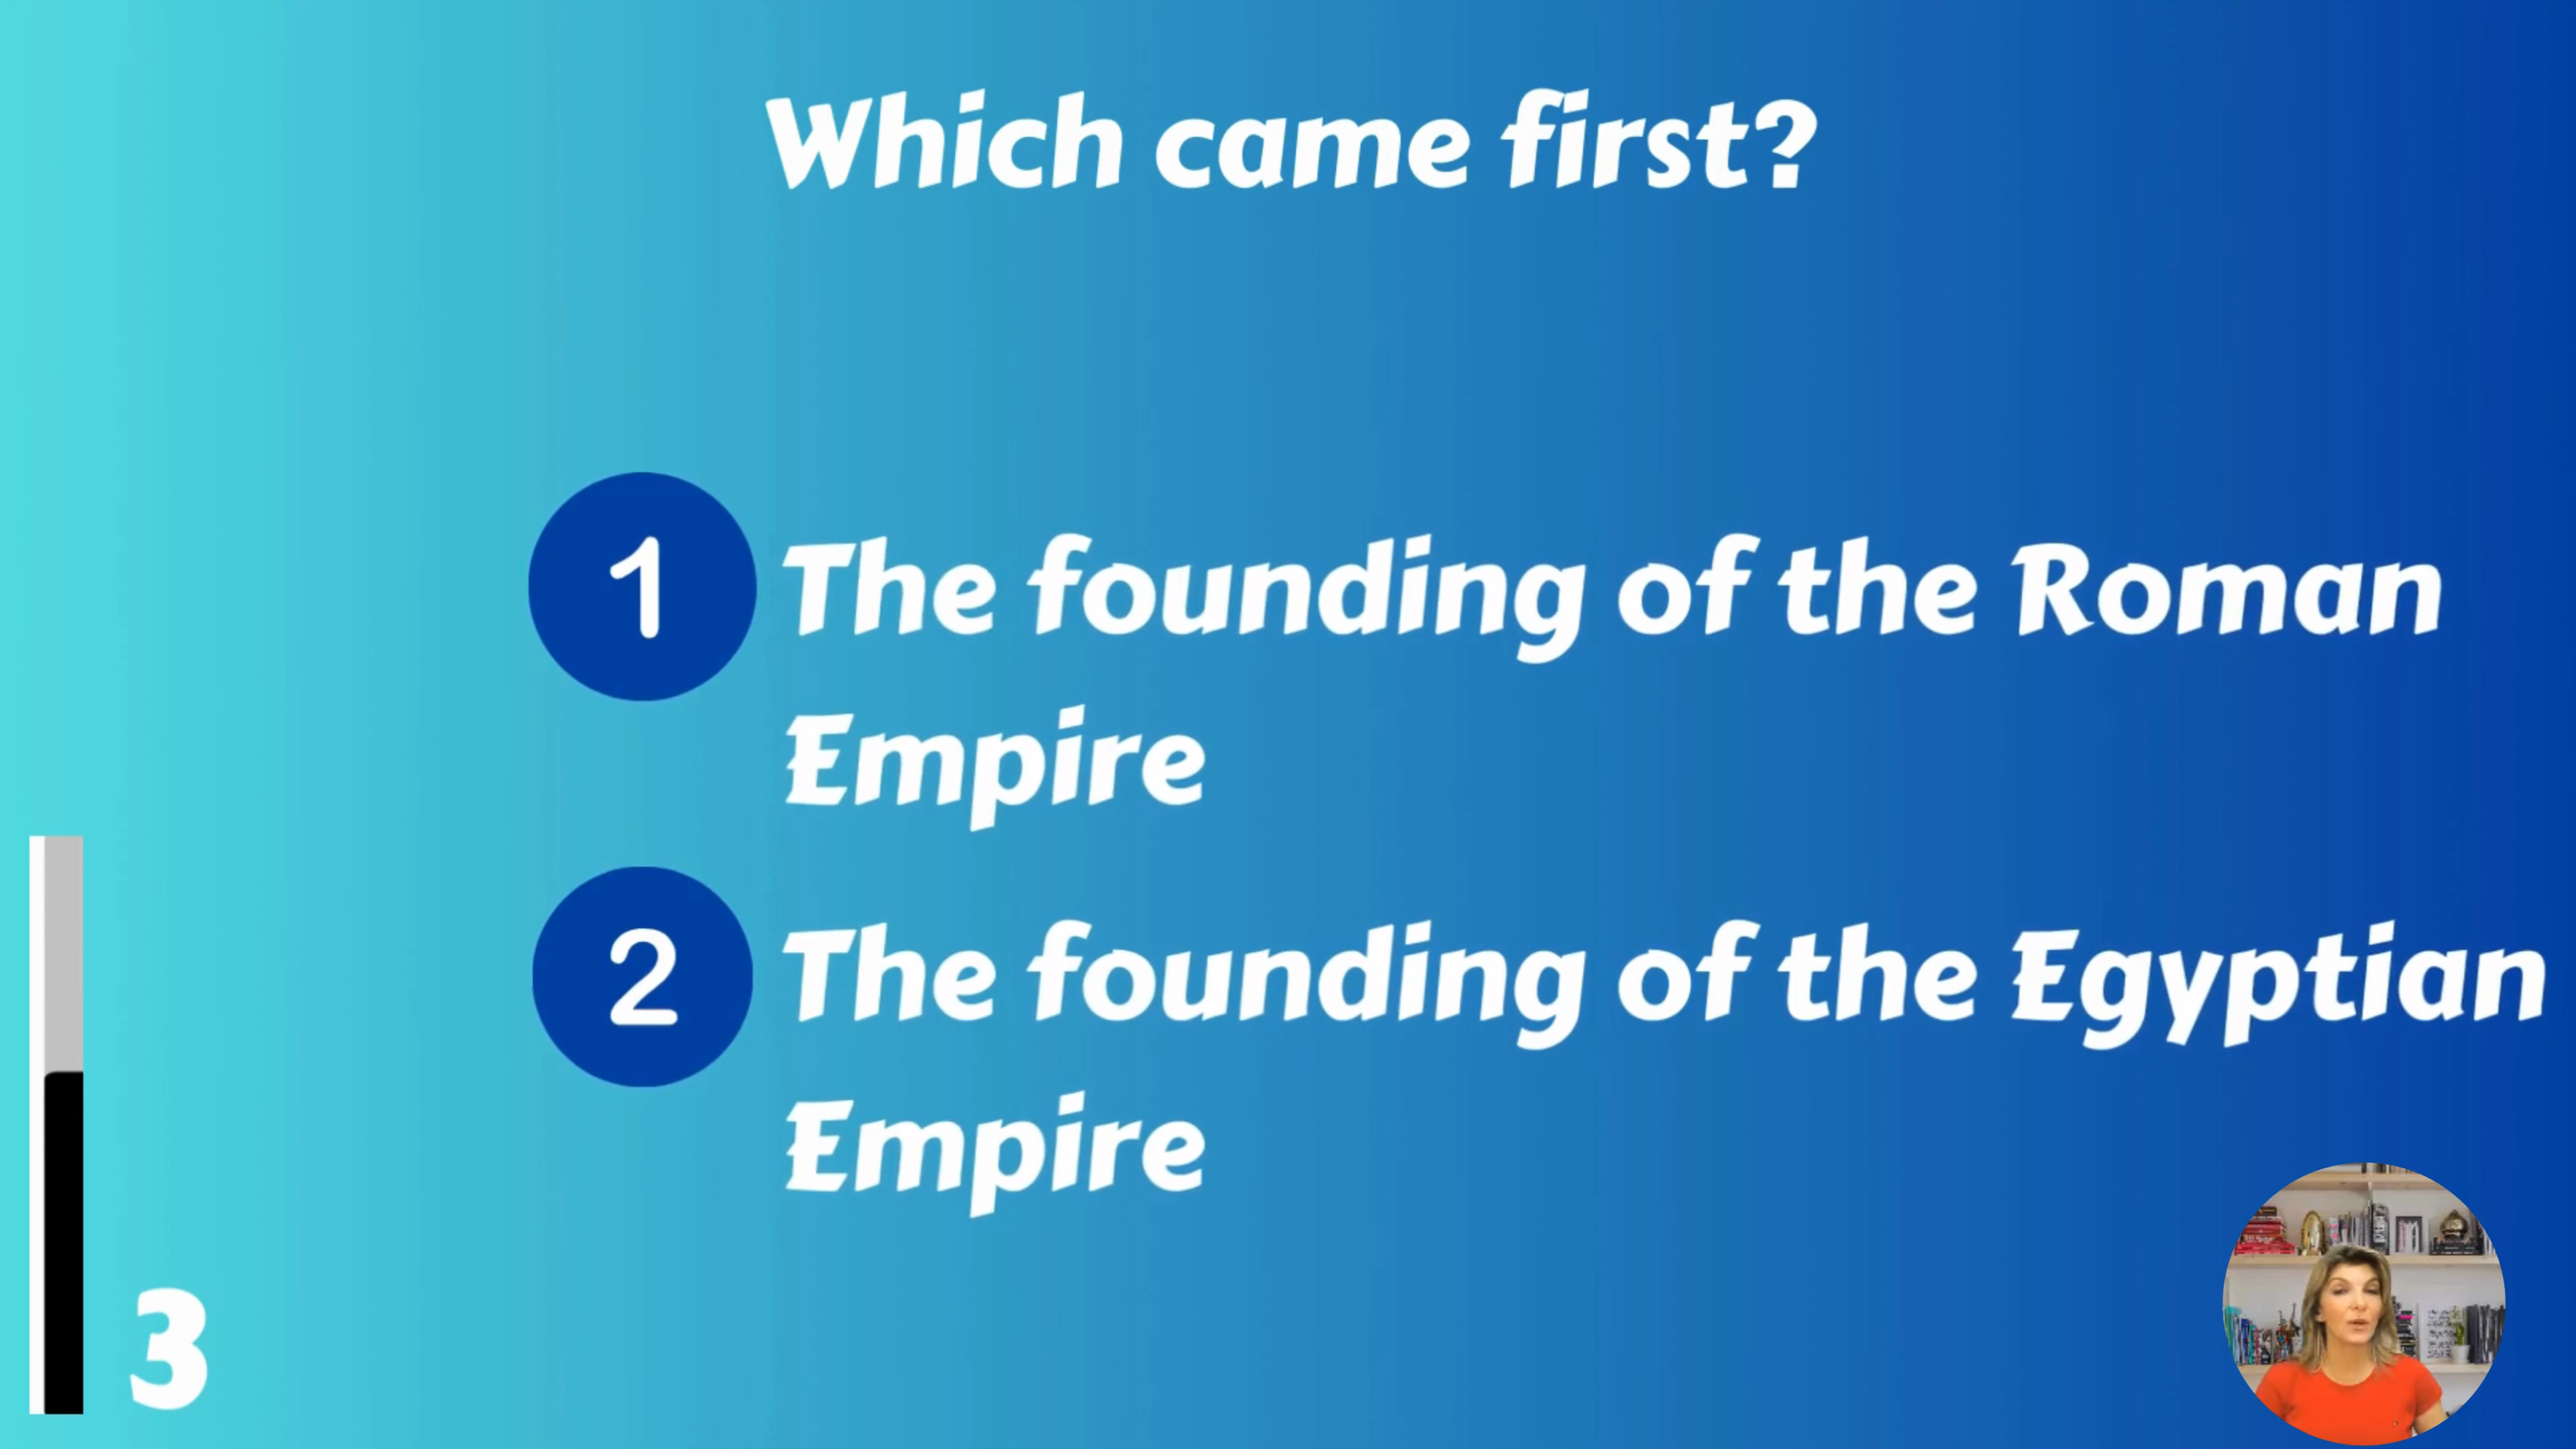 Which came first?
1 The founding of the Roman
Empire
2 The founding of the Egyptian
Empire
3